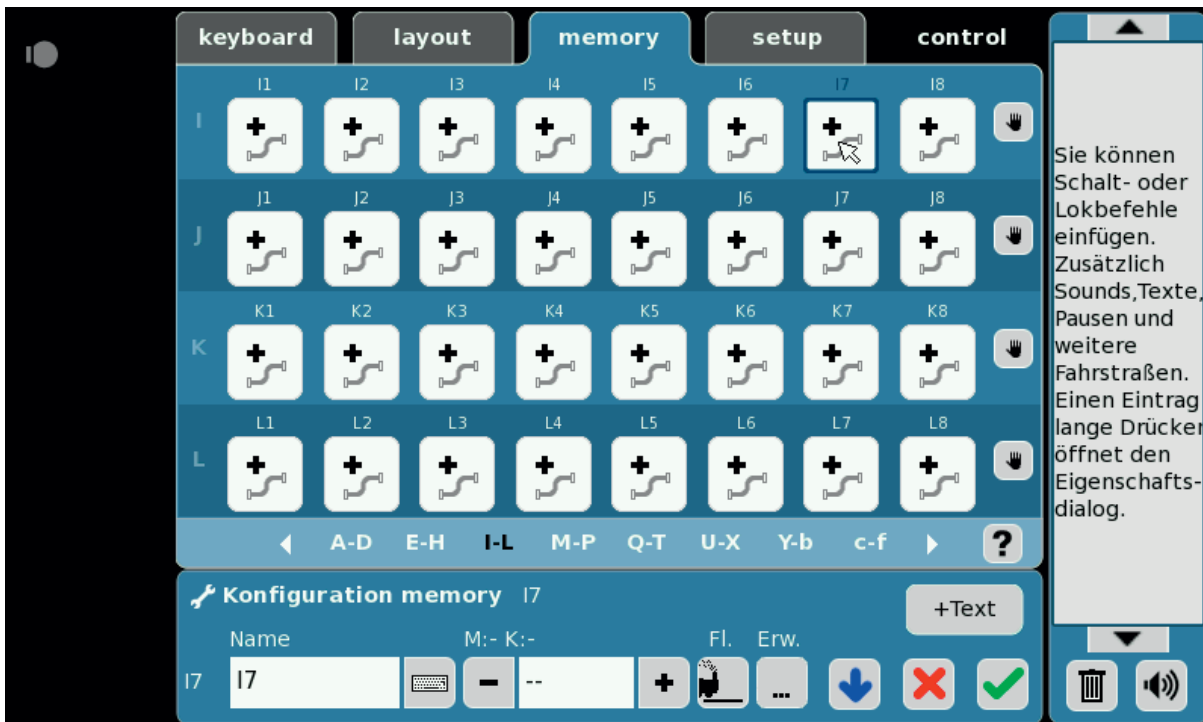 keyboard layout memory setup control
I1 I2 I3 I4 I5 I6 I7 I8
I
J1 J2 J3 J4 J5 J6 J7 J8
J
K1 K2 K3 K4 K5 K6 K7 K8
K
L1 L2 L3 L4 L5 L6 L7 L8
L
A-D E-H I-L M-P Q-T U-X Y-b c-f ?
Konfiguration memory I7
+Text
Name M:- K:- Fl. Erw.
I7 I7 -- ...
Sie können
Schalt- oder
Lokbefehle
einfügen.
Zusätzlich
Sounds,Texte,
Pausen und
weitere
Fahrstraßen.
Einen Eintrag
lange Drücken
öffnet den
Eigenschafts-
dialog.